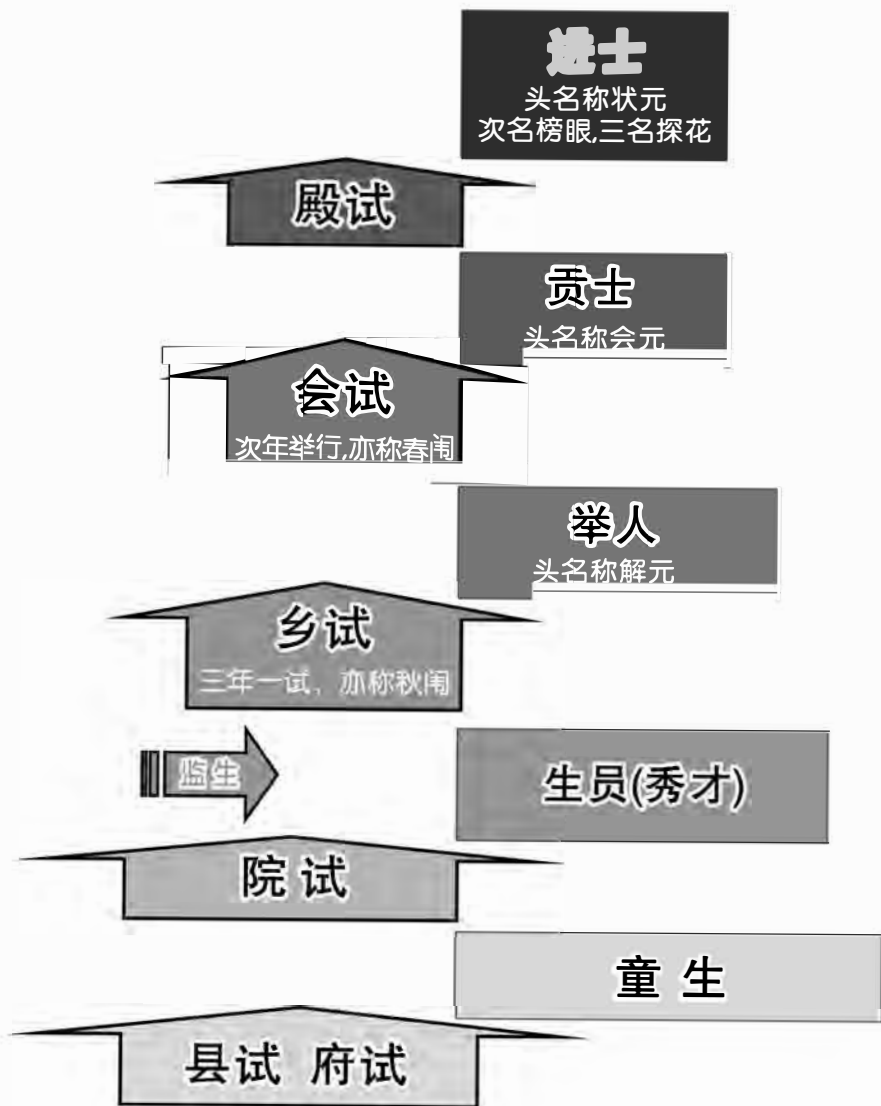 进士
头名称状元
次名榜眼,三名探花
殿试
贡士
头名称会元
会试
次年举行,亦称春闱
举人
头名称解元
乡试
三年一试，亦称秋闱
监生
生员(秀才)
院试
童生
县试 府试